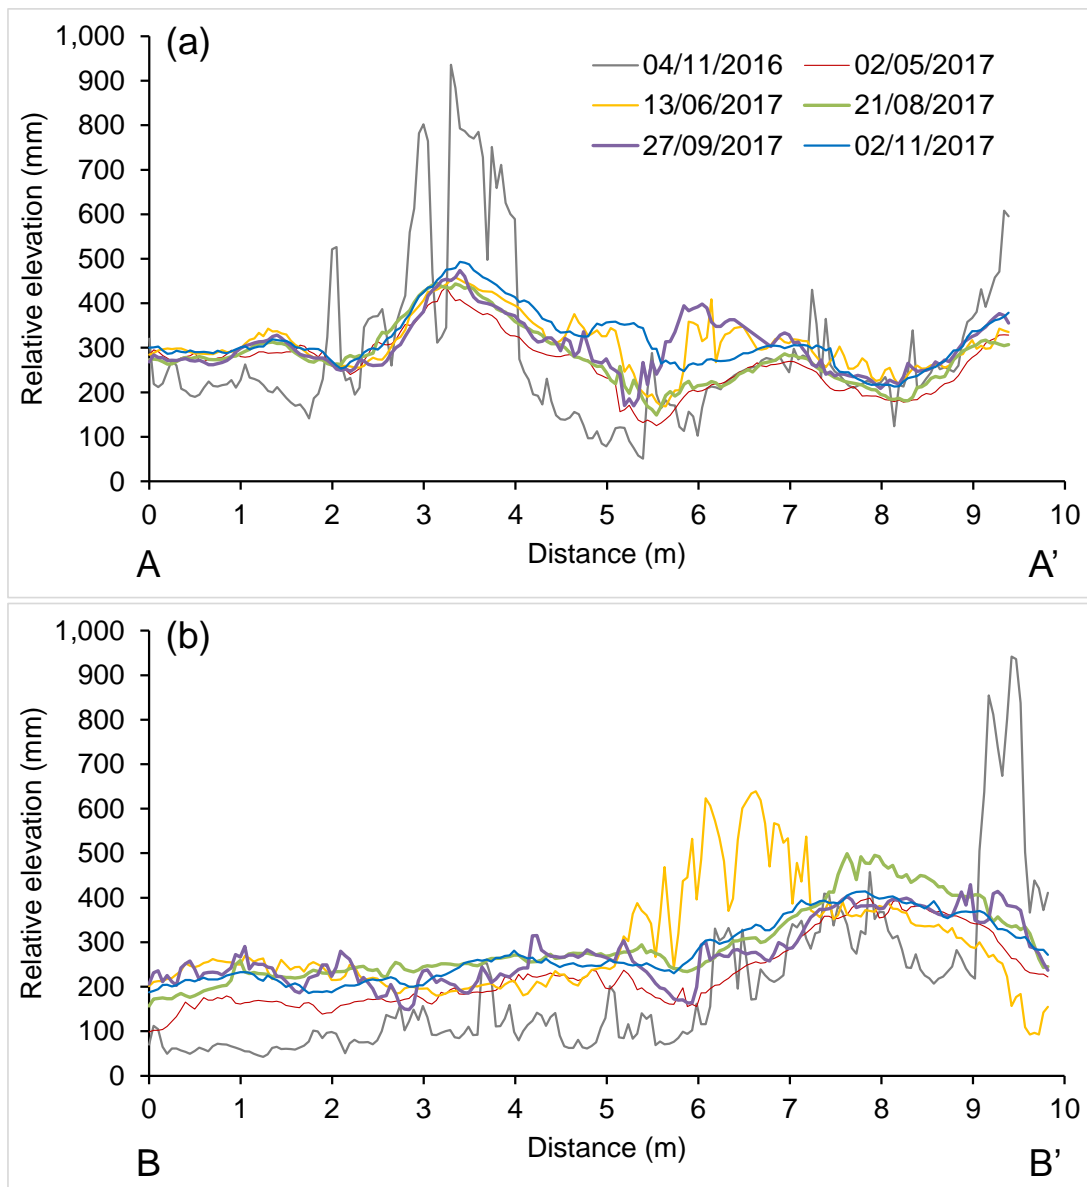 (a)
1,000
900
800
700
600
500
400
300
200
100
0
Relative elevation (mm)
04/11/2016 02/05/2017
13/06/2017 21/08/2017
27/09/2017 02/11/2017
0 1 2 3 4 5 6 7 8 9 10
Distance (m)
A A’
(b)
1,000
900
800
700
600
500
400
300
200
100
0
Relative elevation (mm)
0 1 2 3 4 5 6 7 8 9 10
Distance (m)
B B’